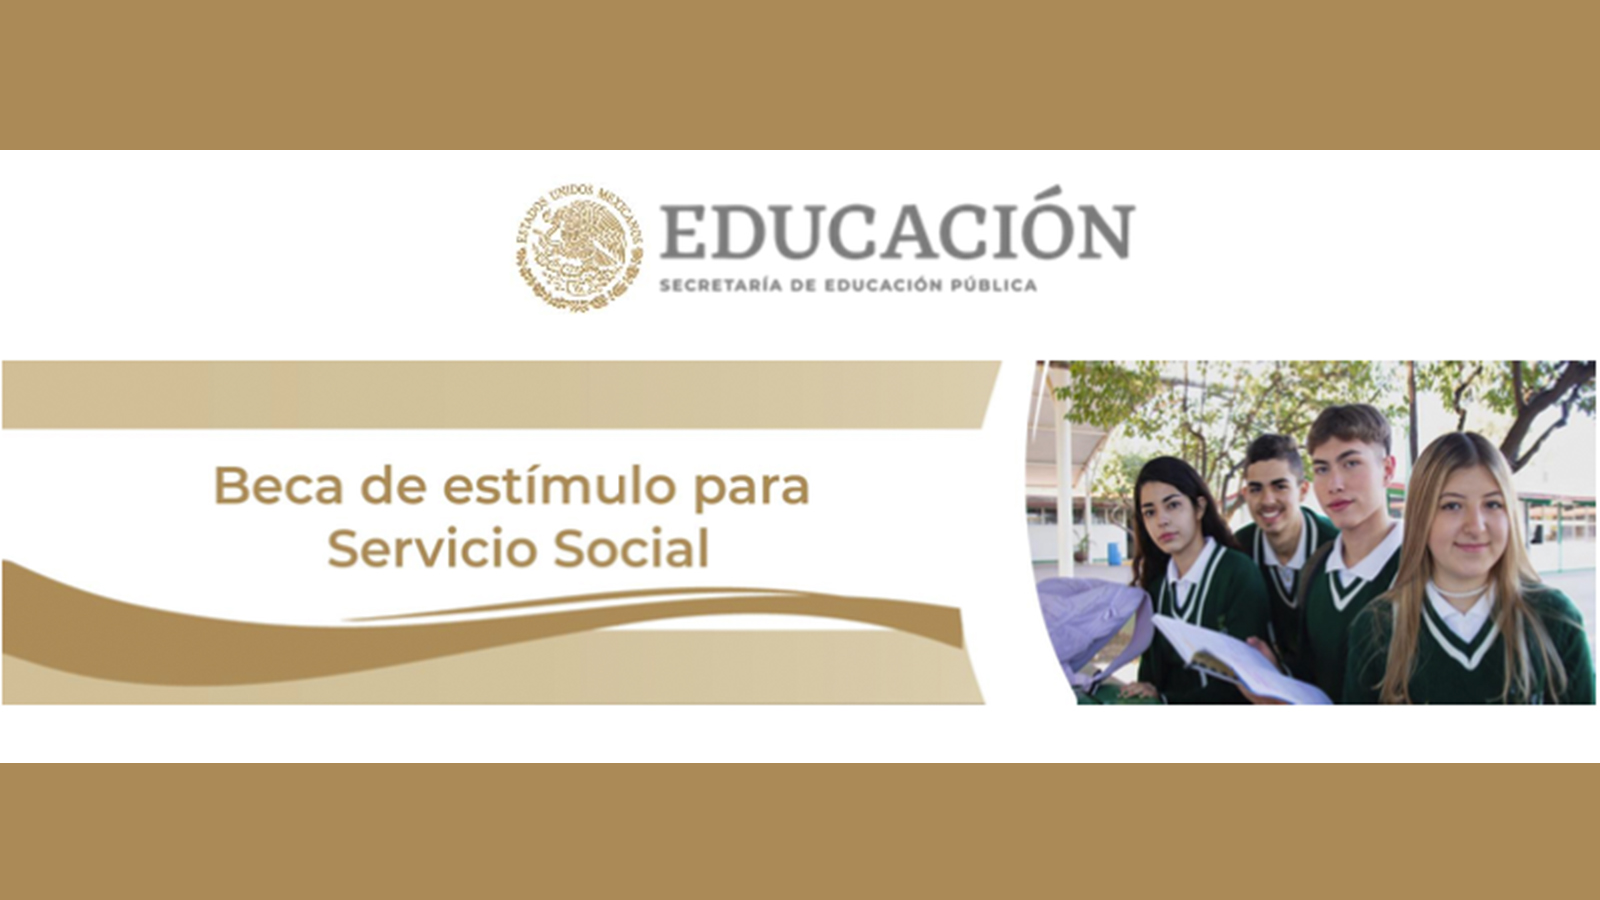 ESTADOS UNIDOS MEXICANOS
EDUCACIÓN
SECRETARÍA DE EDUCACIÓN PÚBLICA
Beca de estímulo para
Servicio Social